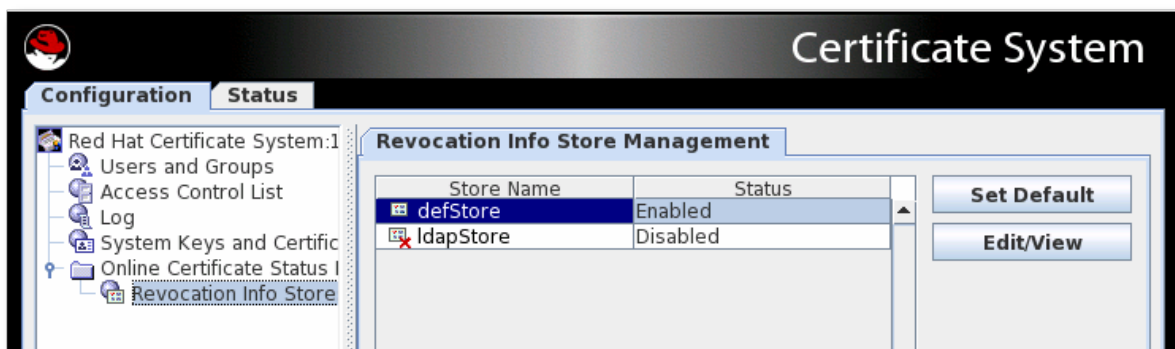 Certificate System
Configuration Status
Red Hat Certificate System:1
Users and Groups
Access Control List
Log
System Keys and Certific
Online Certificate Status
Revocation Info Store
Revocation Info Store Management
Store Name Status
defStore Enabled
ldapStore Disabled
Set Default
Edit/View